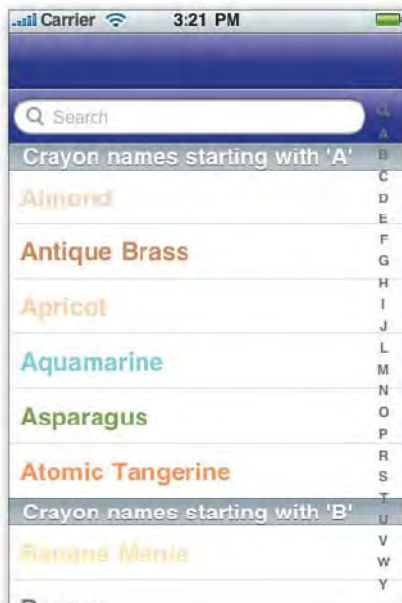 Carrier 3:21 PM
Search
Crayon names starting with 'A'
Almond
Antique Brass
Apricot
Aquamarine
Asparagus
Atomic Tangerine
Crayon names starting with 'B'
Banana Mania
A
B
C
D
E
F
G
H
I
J
L
M
N
O
P
R
S
T
U
V
W
Y